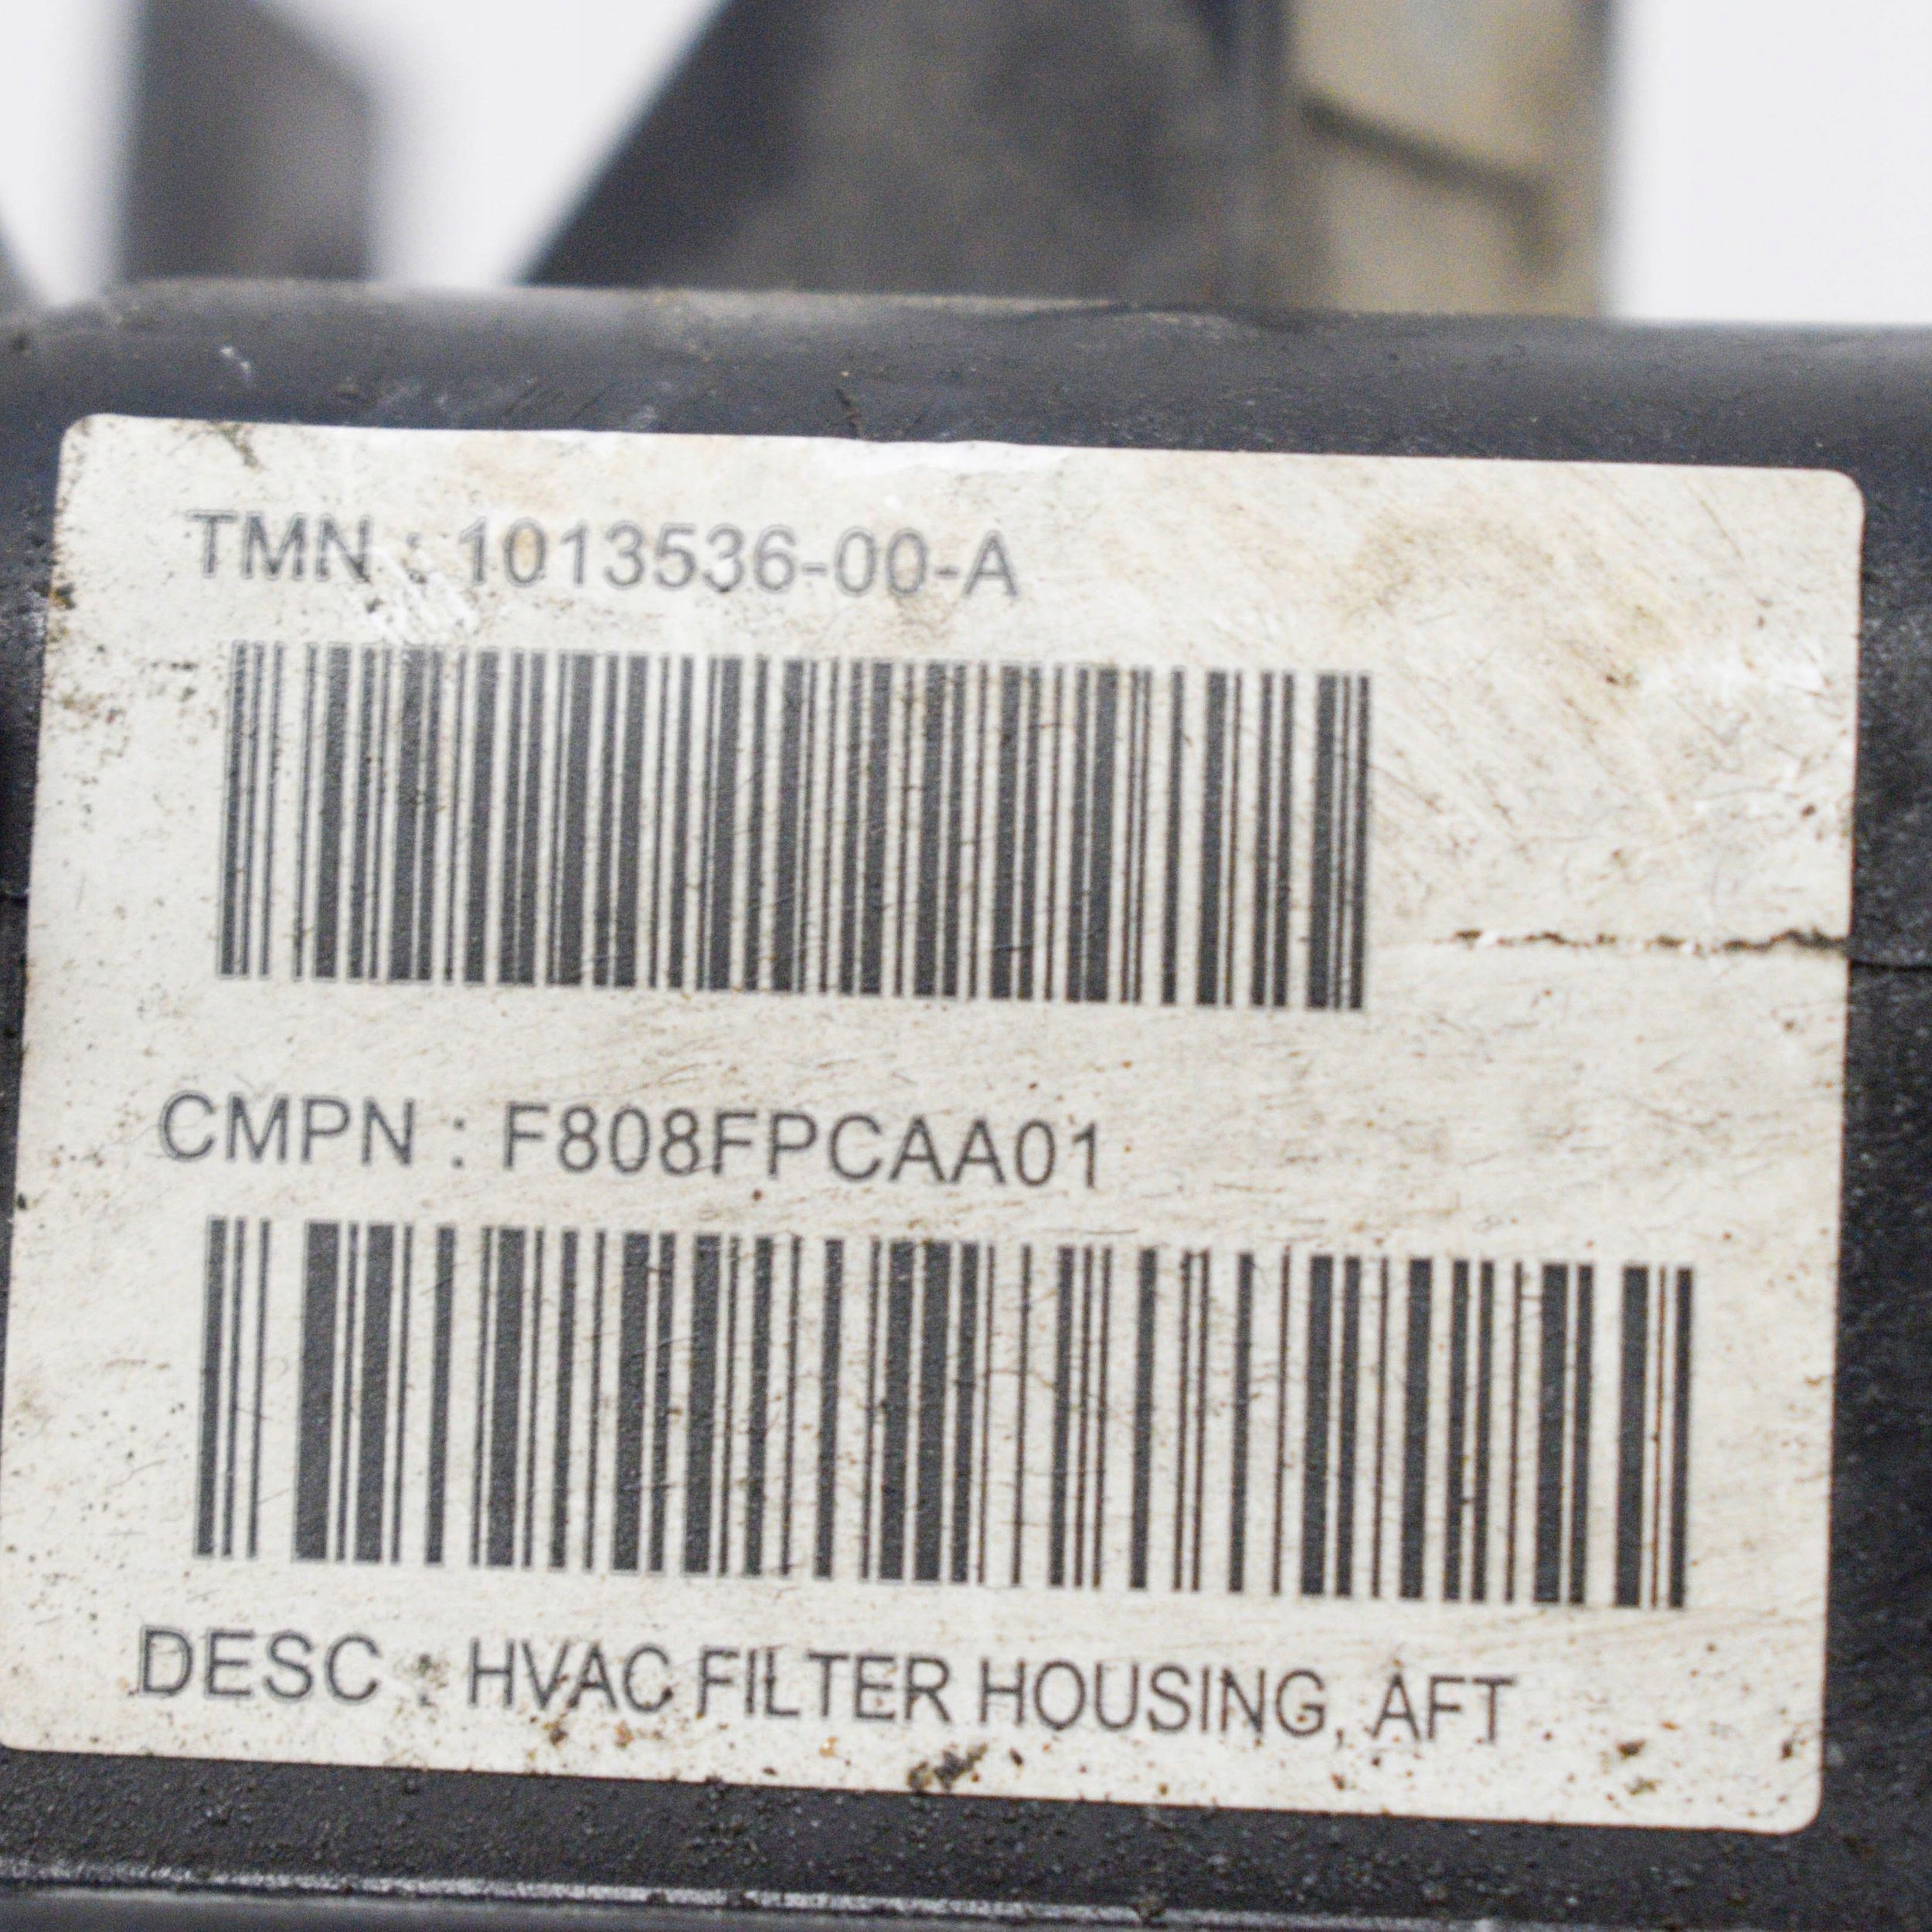 TMN : 1013536-00-A
CMPN : F808FPCAA01
DESC : HVAC FILTER HOUSING, AFT